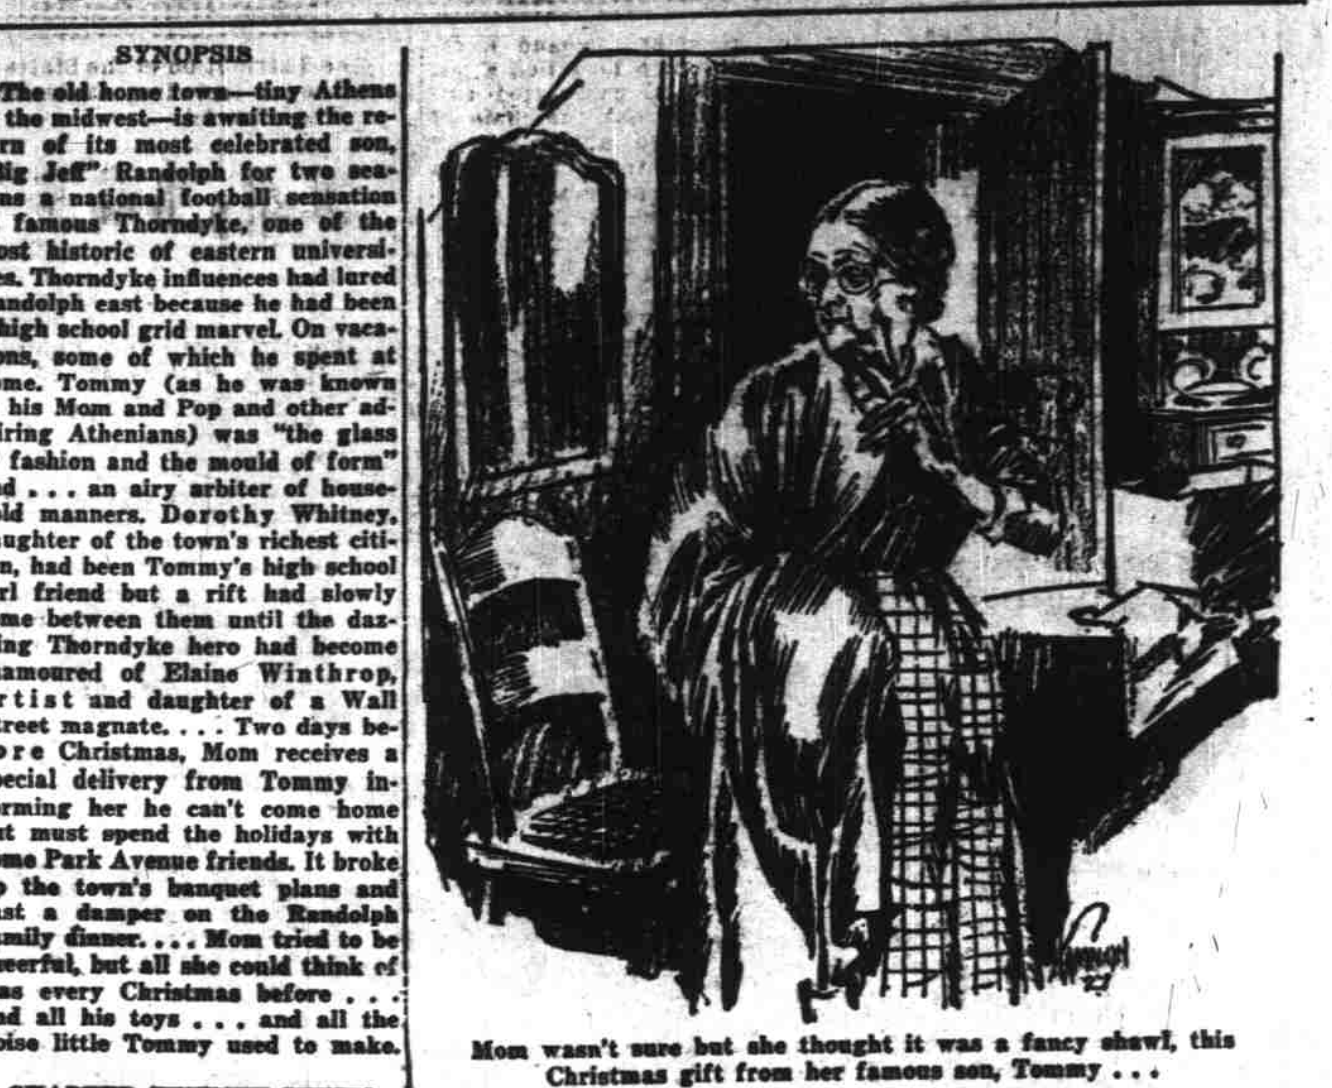 SYNOPSIS
The old home town—tiny Athens
the midwest—is awaiting the re-
rn of its most celebrated son,
ig Jeff" Randolph for two sea-
ns a national football sensation
famous Thorndyke, one of the
ost historic of eastern universi-
es. Thorndyke influences had lured
andolph east because he had been
high school grid marvel. On vaca-
ons, some of which he spent at
ome. Tommy (as he was known
his Mom and Pop and other ad-
iring Athenians) was "the glass
fashion and the mould of form"
d . . . an airy arbiter of house-
ld manners. Dorothy Whitney,
ughter of the town's richest citi-
n, had been Tommy's high school
rl friend but a rift had slowly
me between them until the daz-
ing Thorndyke hero had become
amoured of Elaine Winthrop,
rtist and daughter of a Wall
treet magnate. . . . Two days be-
ore Christmas, Mom receives a
pecial delivery from Tommy in-
orming her he can't come home
ut must spend the holidays with
ome Park Avenue friends. It broke
p the town's banquet plans and
ast a damper on the Randolph
amily dinner. . . . Mom tried to be
eerful, but all she could think of
as every Christmas before . . .
nd all his toys . . . and all the
oise little Tommy used to make.
Mom wasn't sure but she thought it was a fancy shawl, this
Christmas gift from her famous son, Tommy . . .